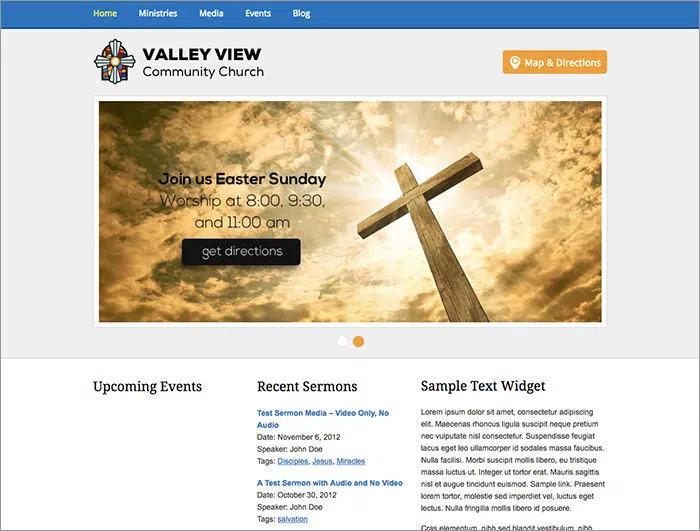 Home Ministries Media Events Blog
VALLEY VIEW
Community Church
Map & Directions
Join us Easter Sunday
Worship at 8:00, 9:30,
and 11:00 am
get directions
Upcoming Events
Recent Sermons
Test Sermon Media – Video Only, No
Audio
Date: November 6, 2012
Speaker: John Doe
Tags: Disciples, Jesus, Miracles
A Test Sermon with Audio and No Video
Date: October 30, 2012
Speaker: John Doe
Tags: salvation
Sample Text Widget
Lorem ipsum dolor sit amet, consectetur adipiscing
elit. Maecenas rhoncus ligula suscipit neque pretium
nec vulputate nisl consectetur. Suspendisse feugiat
lacus eget leo ullamcorper id sodales massa faucibus.
Nulla facilisi. Morbi suscipit mollis libero, eu tristique
massa luctus ut. Integer ut tortor erat. Mauris sagittis
nisl et augue tincidunt euismod. Sample link. Praesent
lorem tortor, molestie sed imperdiet vel, luctus eget
lectus. Nulla fringilla mollis libero id posuere.
Cras elementum, nibh sed blandit vestibulum, nibh